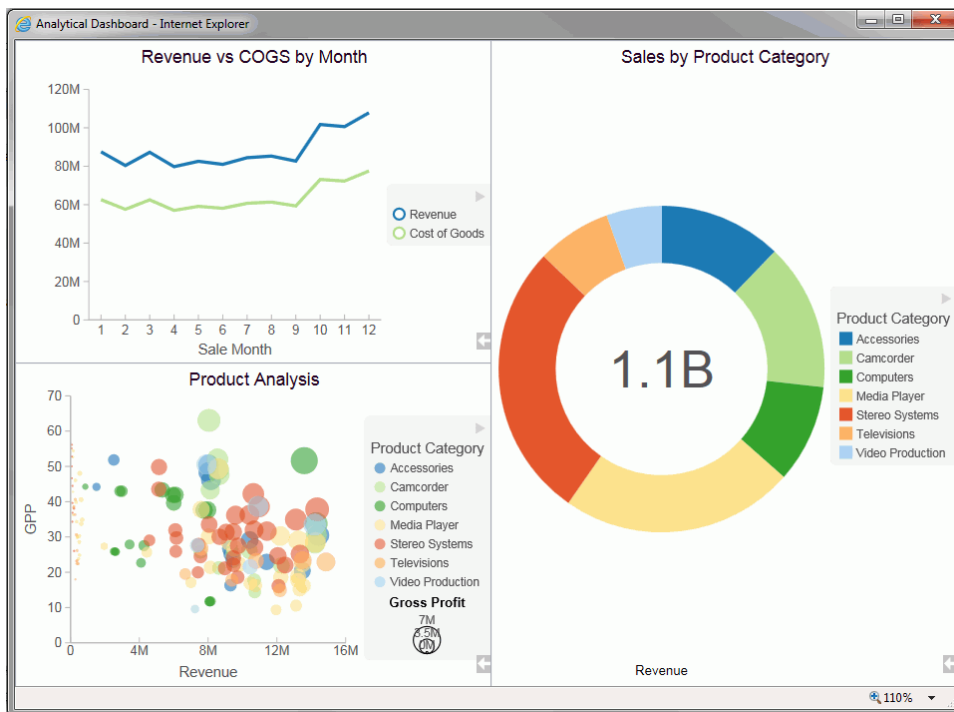 Analytical Dashboard - Internet Explorer
Revenue vs COGS by Month
120M
100M
80M
60M
40M
20M
0
1 2 3 4 5 6 7 8 9 10 11 12
Sale Month
Revenue
Cost of Goods
Product Analysis
70
60
50
40
30
20
10
0
GPP
0 4M 8M 12M 16M
Revenue
Product Category
Accessories
Camcorder
Computers
Media Player
Stereo Systems
Televisions
Video Production
Gross Profit
7M
3.5M
0M
Sales by Product Category
1.1B
Product Category
Accessories
Camcorder
Computers
Media Player
Stereo Systems
Televisions
Video Production
Revenue
110%